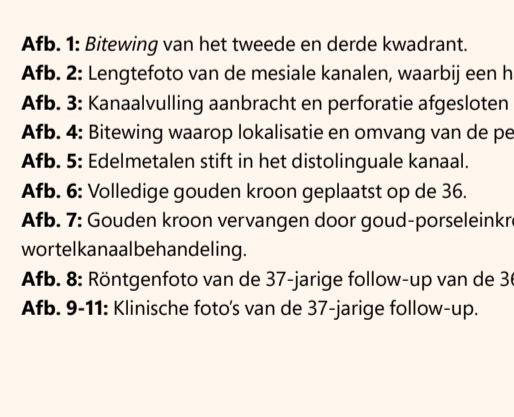 Afb. 1: Bitewing van het tweede en derde kwadrant.
Afb. 2: Lengtefoto van de mesiale kanalen, waarbij een
Afb. 3: Kanaalvulling aanbracht en perforatie afgesloten
Afb. 4: Bitewing waarop lokalisatie en omvang van de
Afb. 5: Edelmetalen stift in het distolinguale kanaal.
Afb. 6: Volledige gouden kroon geplaatst op de 36.
Afb. 7: Gouden kroon vervangen door
wortelkanaalbehandeling.
Afb. 8: Röntgenfoto van de 37-jarige follow-up van de
Afb. 9-11: Klinische foto's van de 37-jarige follow-up.